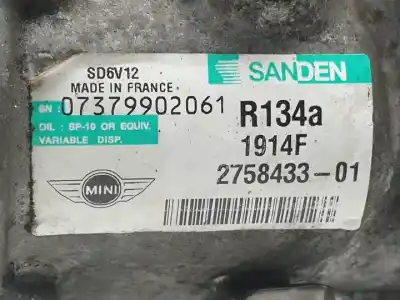 SD6V12
MADE IN FRANCE
SANDEN
SN: 07379902061
R134a
OIL : SP-10 OR EQUIV.
VARIABLE DISP.
1914F
2758433-01
MINI